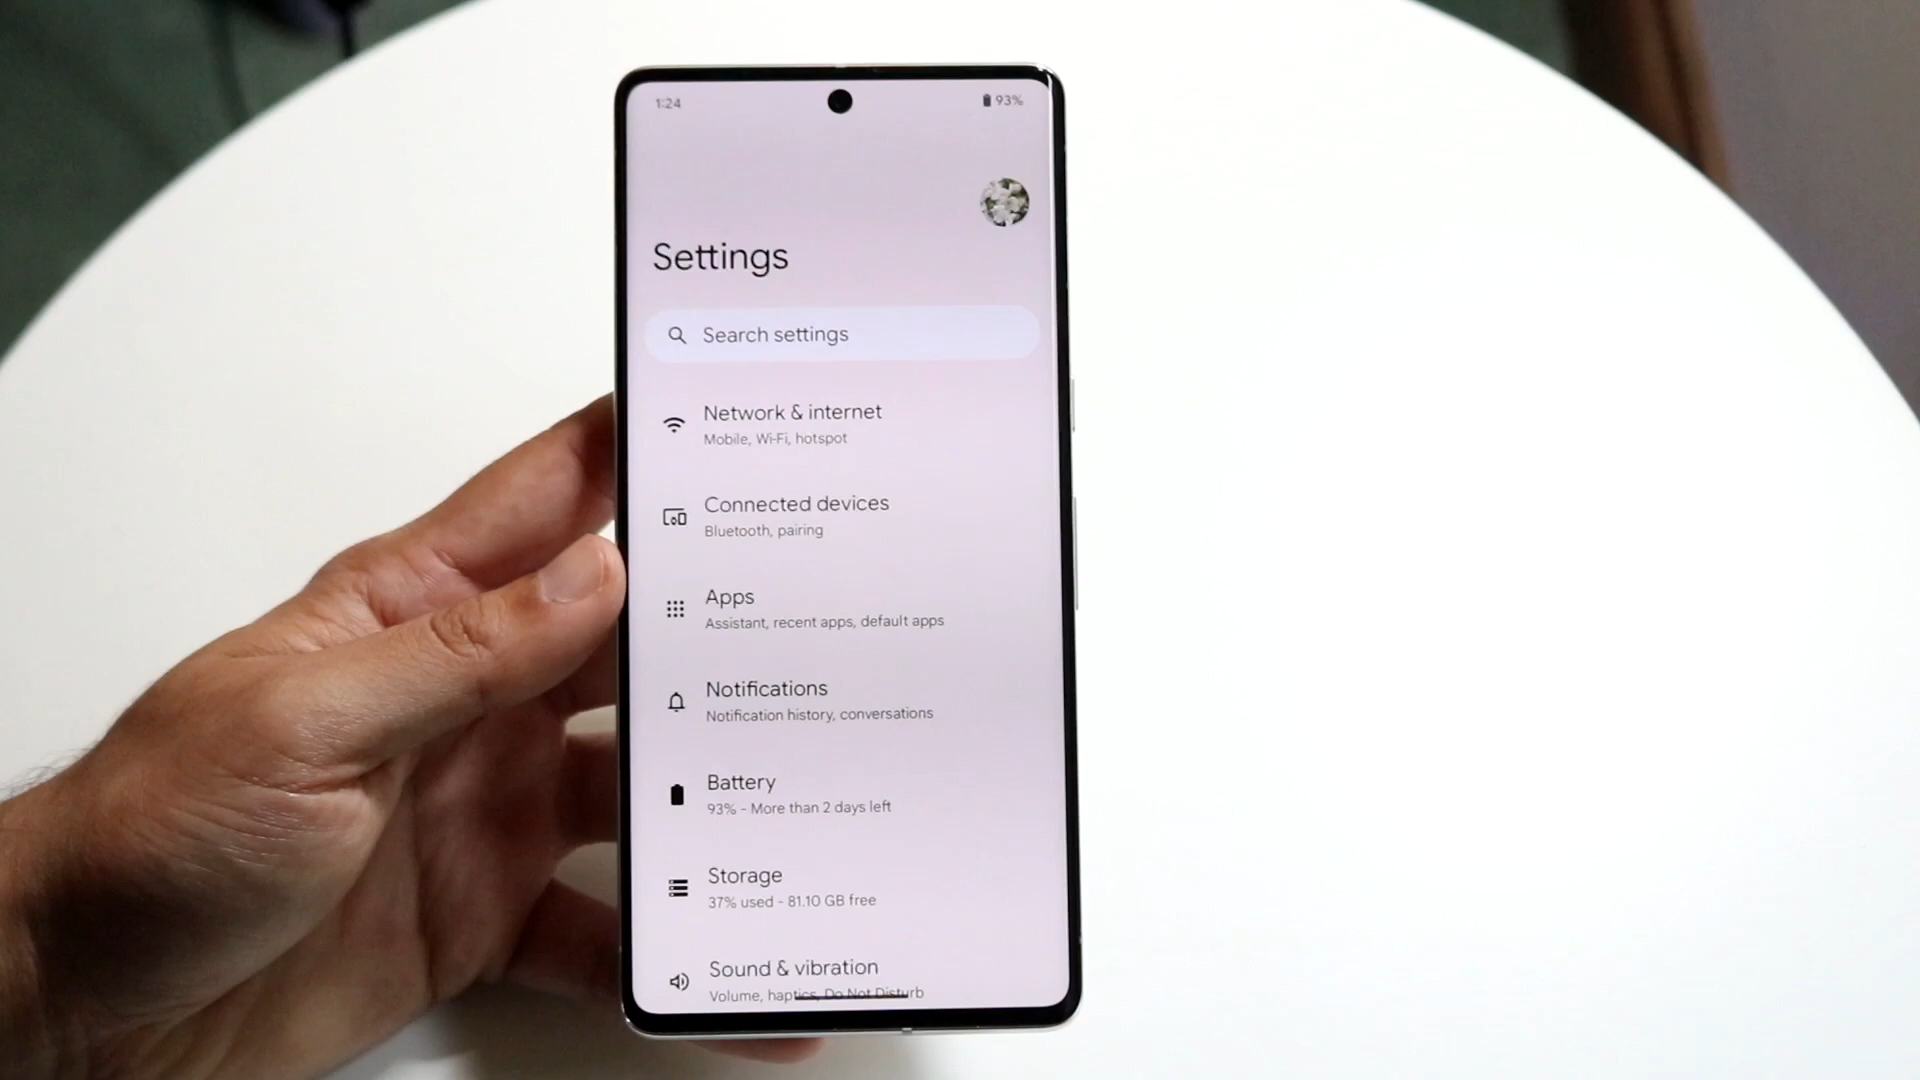 1:24
93%
Settings
Search settings
Network & internet
Mobile, Wi-Fi, hotspot
Connected devices
Bluetooth, pairing
Apps
Assistant, recent apps, default apps
Notifications
Notification history, conversations
Battery
93% - More than 2 days left
Storage
37% used - 81.10 GB free
Sound & vibration
Volume, haptics, Do Not Disturb